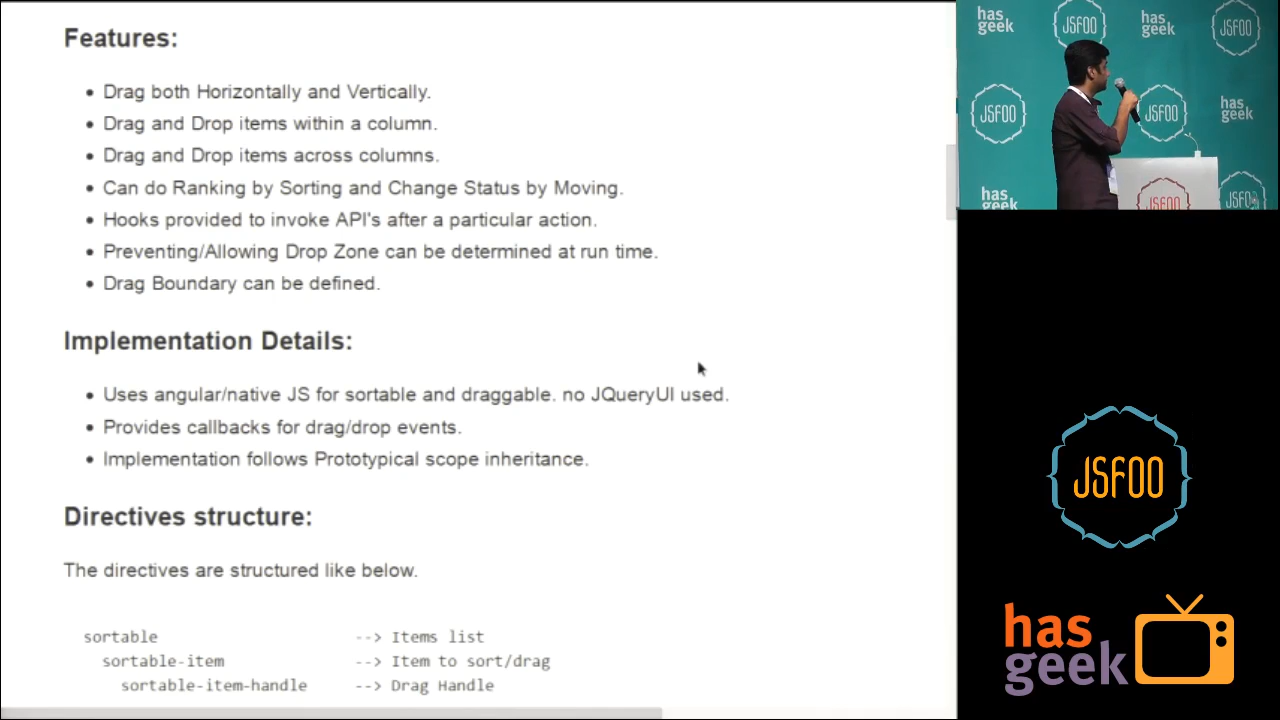 Features:
Drag both Horizontally and Vertically.
Drag and Drop items within a column.
Drag and Drop items across columns.
Can do Ranking by Sorting and Change Status by Moving.
Hooks provided to invoke API's after a particular action.
Preventing/Allowing Drop Zone can be determined at run time.
Drag Boundary can be defined.
Implementation Details:
Uses angular/native JS for sortable and draggable. no JQueryUI used.
Provides callbacks for drag/drop events.
Implementation follows Prototypical scope inheritance.
Directives structure:
The directives are structured like below.
sortable --> Items list
sortable-item --> Item to sort/drag
sortable-item-handle --> Drag Handle
has geek
JSFOO
has geek
JSFOO
JSFOO
JSFOO
has geek
has geek
JSFOO
JSFOO
JSFOO
has
geek